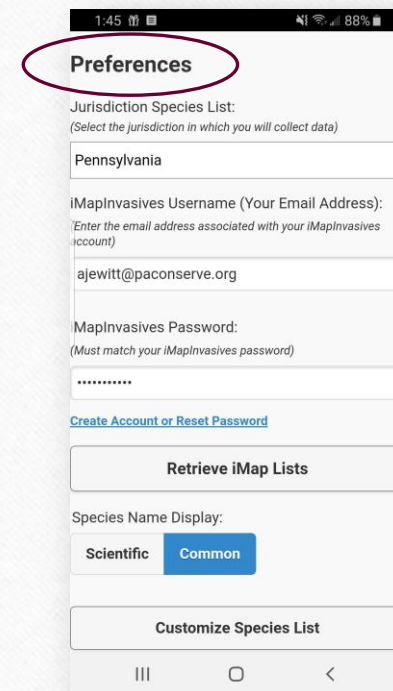 1:45 88%
Preferences
Jurisdiction Species List:
(Select the jurisdiction in which you will collect data)
Pennsylvania
iMapInvasives Username (Your Email Address):
(Enter the email address associated with your iMapInvasives
account)
ajewitt@paconserve.org
iMapInvasives Password:
(Must match your iMapInvasives password)
•••••••••••
Create Account or Reset Password
Retrieve iMap Lists
Species Name Display:
Scientific Common
Customize Species List